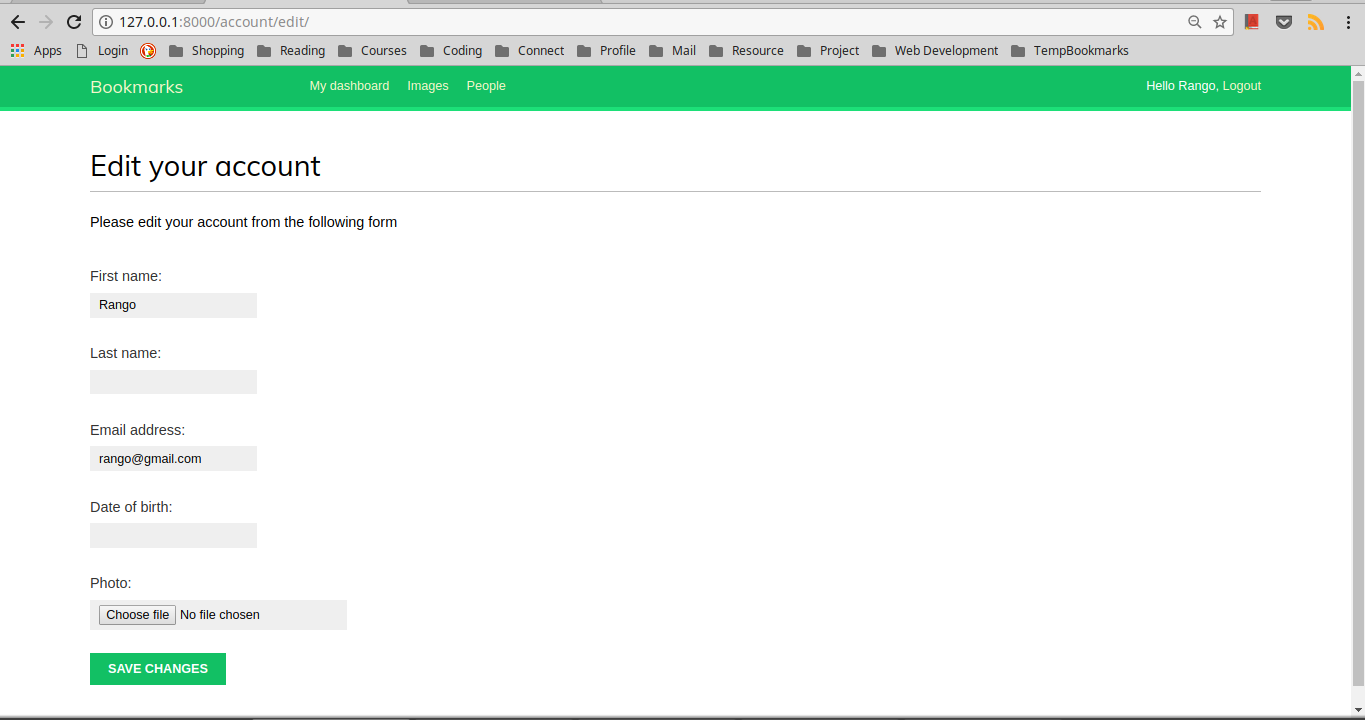 127.0.0.1:8000/account/edit/
Apps Login Shopping Reading Courses Coding Connect Profile Mail Resource Project Web Development TempBookmarks
Bookmarks My dashboard Images People Hello Rango, Logout
Edit your account
Please edit your account from the following form
First name:
Rango
Last name:
Email address:
rango@gmail.com
Date of birth:
Photo:
Choose file No file chosen
SAVE CHANGES